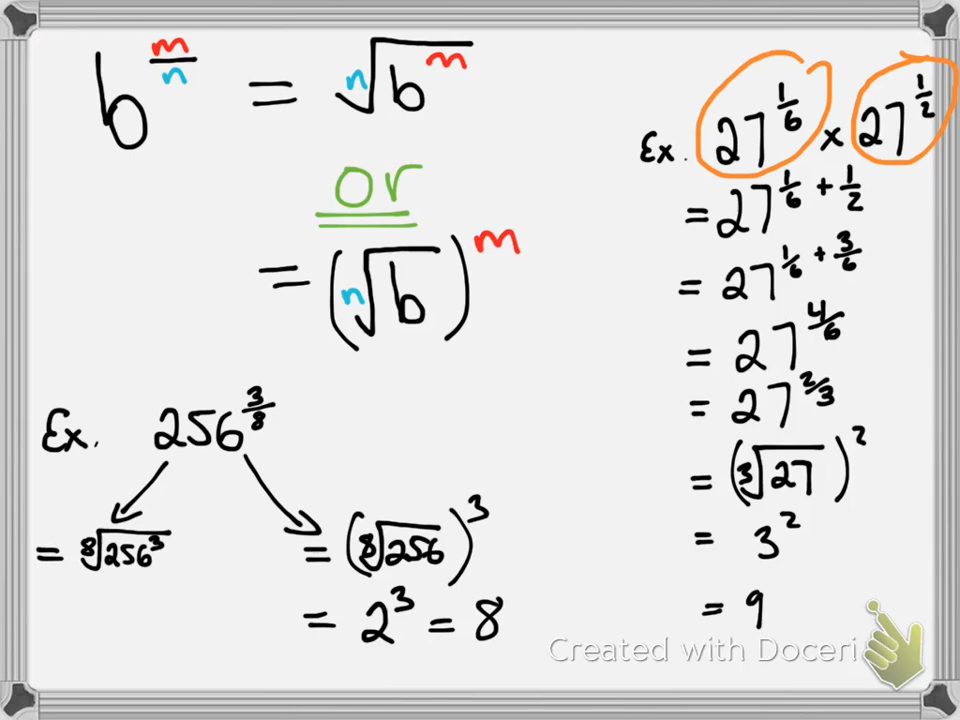 b^(m/n) = ⁿ√(b^m)
or
= (ⁿ√b)^m
Ex. 256^(3/8)
= ⁸√(256³)
= (⁸√256)³
= 2³ = 8
Ex. 27^(1/6) × 27^(1/2)
= 27^(1/6 + 1/2)
= 27^(1/6 + 3/6)
= 27^(4/6)
= 27^(2/3)
= (³√27)²
= 3²
= 9
Created with Doceri